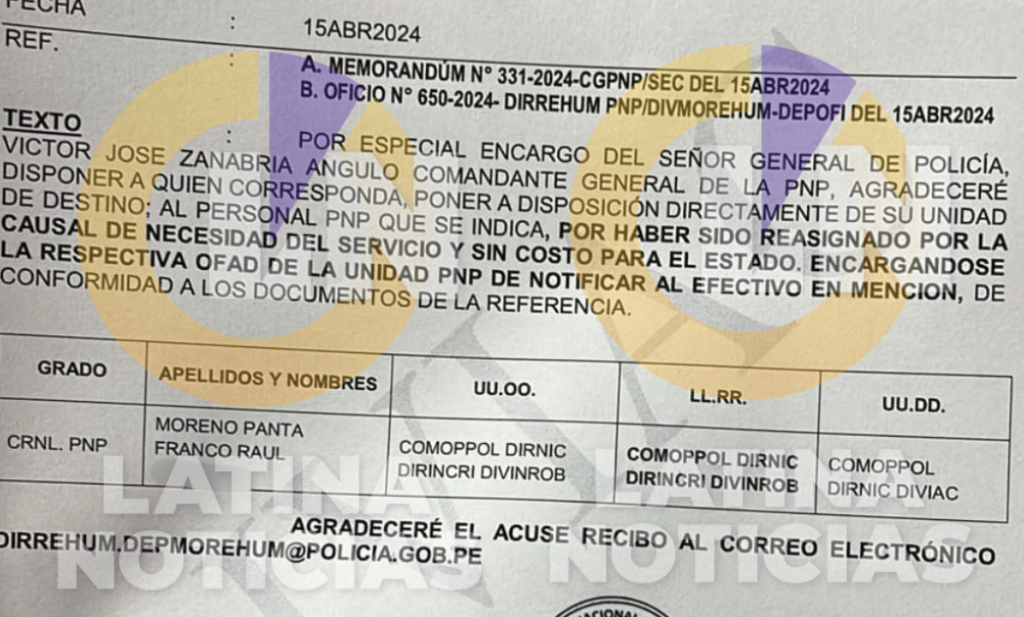 FECHA : 15ABR2024
REF. : A. MEMORANDÚM N° 331-2024-CGPNP/SEC DEL 15ABR2024
B. OFICIO N° 650-2024- DIRREHUM PNP/DIVMOREHUM-DEPOFI DEL 15ABR2024
TEXTO : POR ESPECIAL ENCARGO DEL SEÑOR GENERAL DE POLICÍA,
VICTOR JOSE ZANABRIA ANGULO COMANDANTE GENERAL DE LA PNP, AGRADECERÉ
DISPONER A QUIEN CORRESPONDA, PONER A DISPOSICIÓN DIRECTAMENTE DE SU UNIDAD
DE DESTINO; AL PERSONAL PNP QUE SE INDICA, POR HABER SIDO REASIGNADO POR LA
CAUSAL DE NECESIDAD DEL SERVICIO Y SIN COSTO PARA EL ESTADO. ENCARGANDOSE
LA RESPECTIVA OFAD DE LA UNIDAD PNP DE NOTIFICAR AL EFECTIVO EN MENCION, DE
CONFORMIDAD A LOS DOCUMENTOS DE LA REFERENCIA.
GRADO APELLIDOS Y NOMBRES UU.OO. LL.RR. UU.DD.
CRNL. PNP
MORENO PANTA
FRANCO RAUL
COMOPPOL DIRNIC
DIRINCRI DIVINROB
COMOPPOL DIRNIC
DIRINCRI DIVINROB
COMOPPOL
DIRNIC DIVIAC
LATINA
NOTICIAS
LATINA
NOTICIAS
AGRADECERÉ EL ACUSE RECIBO AL CORREO ELECTRÓNICO
DIRREHUM.DEPMOREHUM@POLICIA.GOB.PE